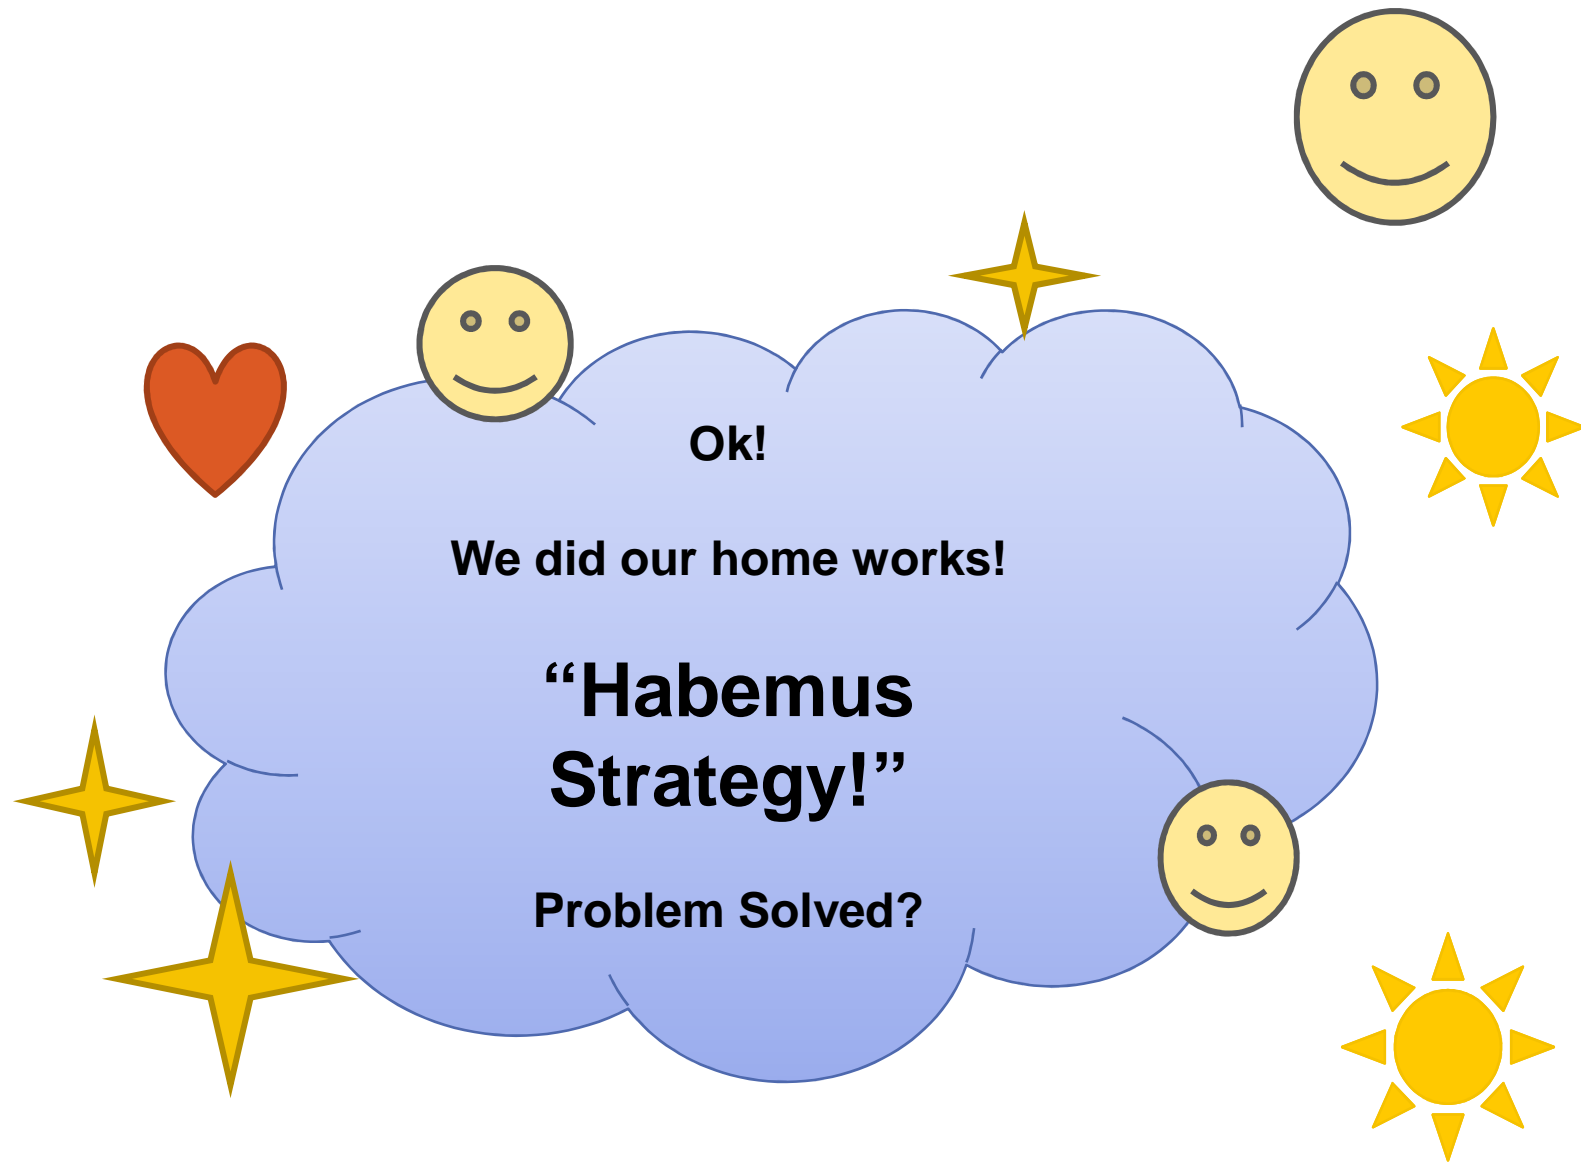 Ok!
We did our home works!
“Habemus
Strategy!”
Problem Solved?